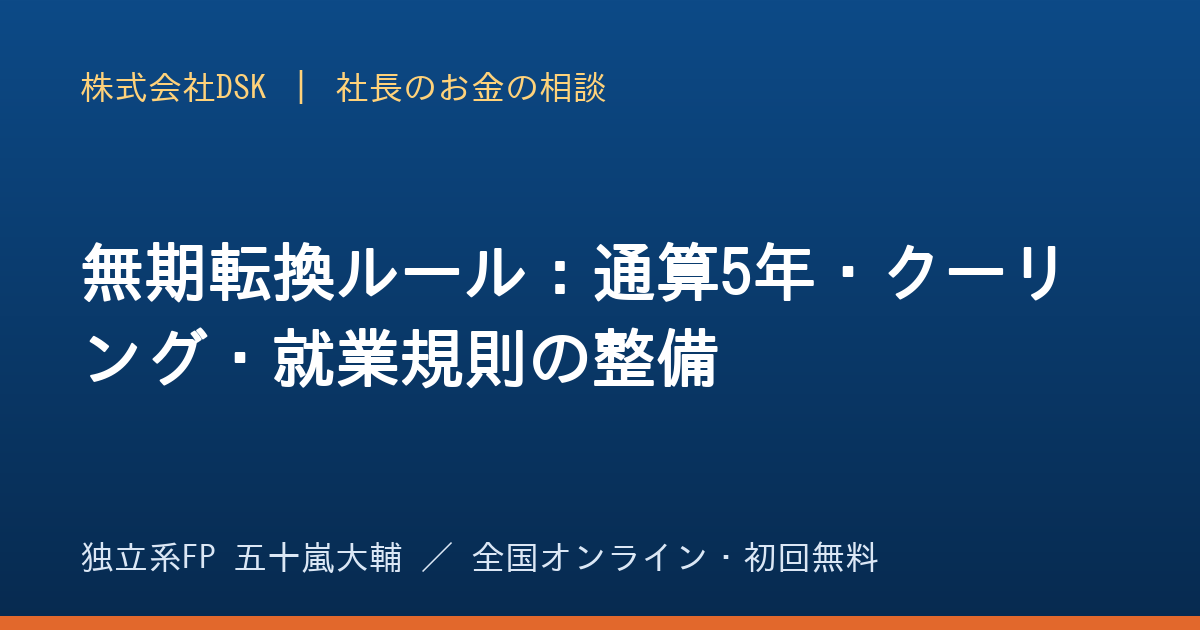 株式会社DSK ｜ 社長のお金の相談
無期転換ルール：通算5年・クーリ
ング・就業規則の整備
独立系FP 五十嵐大輔 ／ 全国オンライン・初回無料